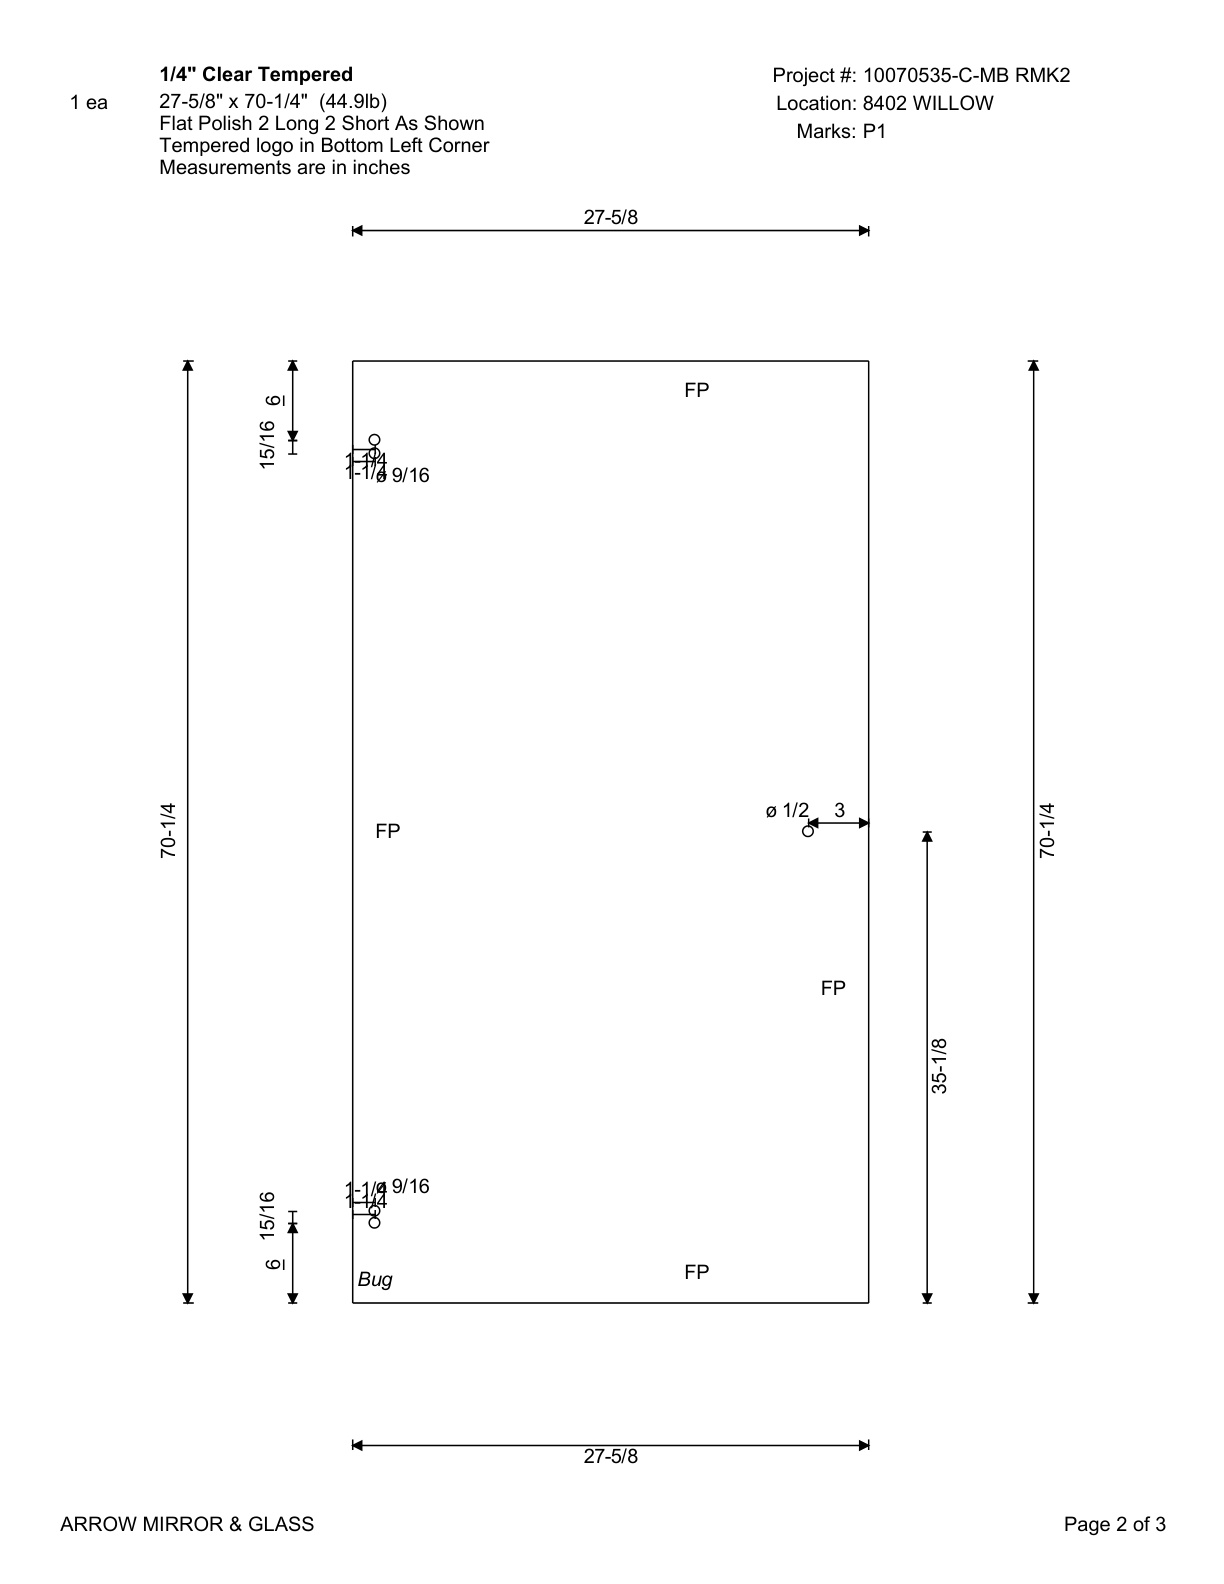 1/4" Clear Tempered
Project #: 10070535-C-MB RMK2
1 ea
27-5/8" x 70-1/4" (44.9lb)
Location: 8402 WILLOW
Flat Polish 2 Long 2 Short As Shown
Marks: P1
Tempered logo in Bottom Left Corner
Measurements are in inches
27-5/8
FP
6
15/16
1-1/4
1-1/4
ø 9/16
70-1/4
FP
ø 1/2
3
70-1/4
FP
35-1/8
1-1/4
ø 9/16
1-1/4
15/16
6
Bug
FP
27-5/8
ARROW MIRROR & GLASS
Page 2 of 3